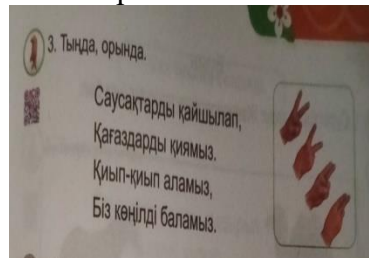 3. Тыңда, орында.
Саусақтарды қайшылап,
Қағаздарды қиямыз.
Қиып-қиып аламыз,
Біз көңілді баламыз.